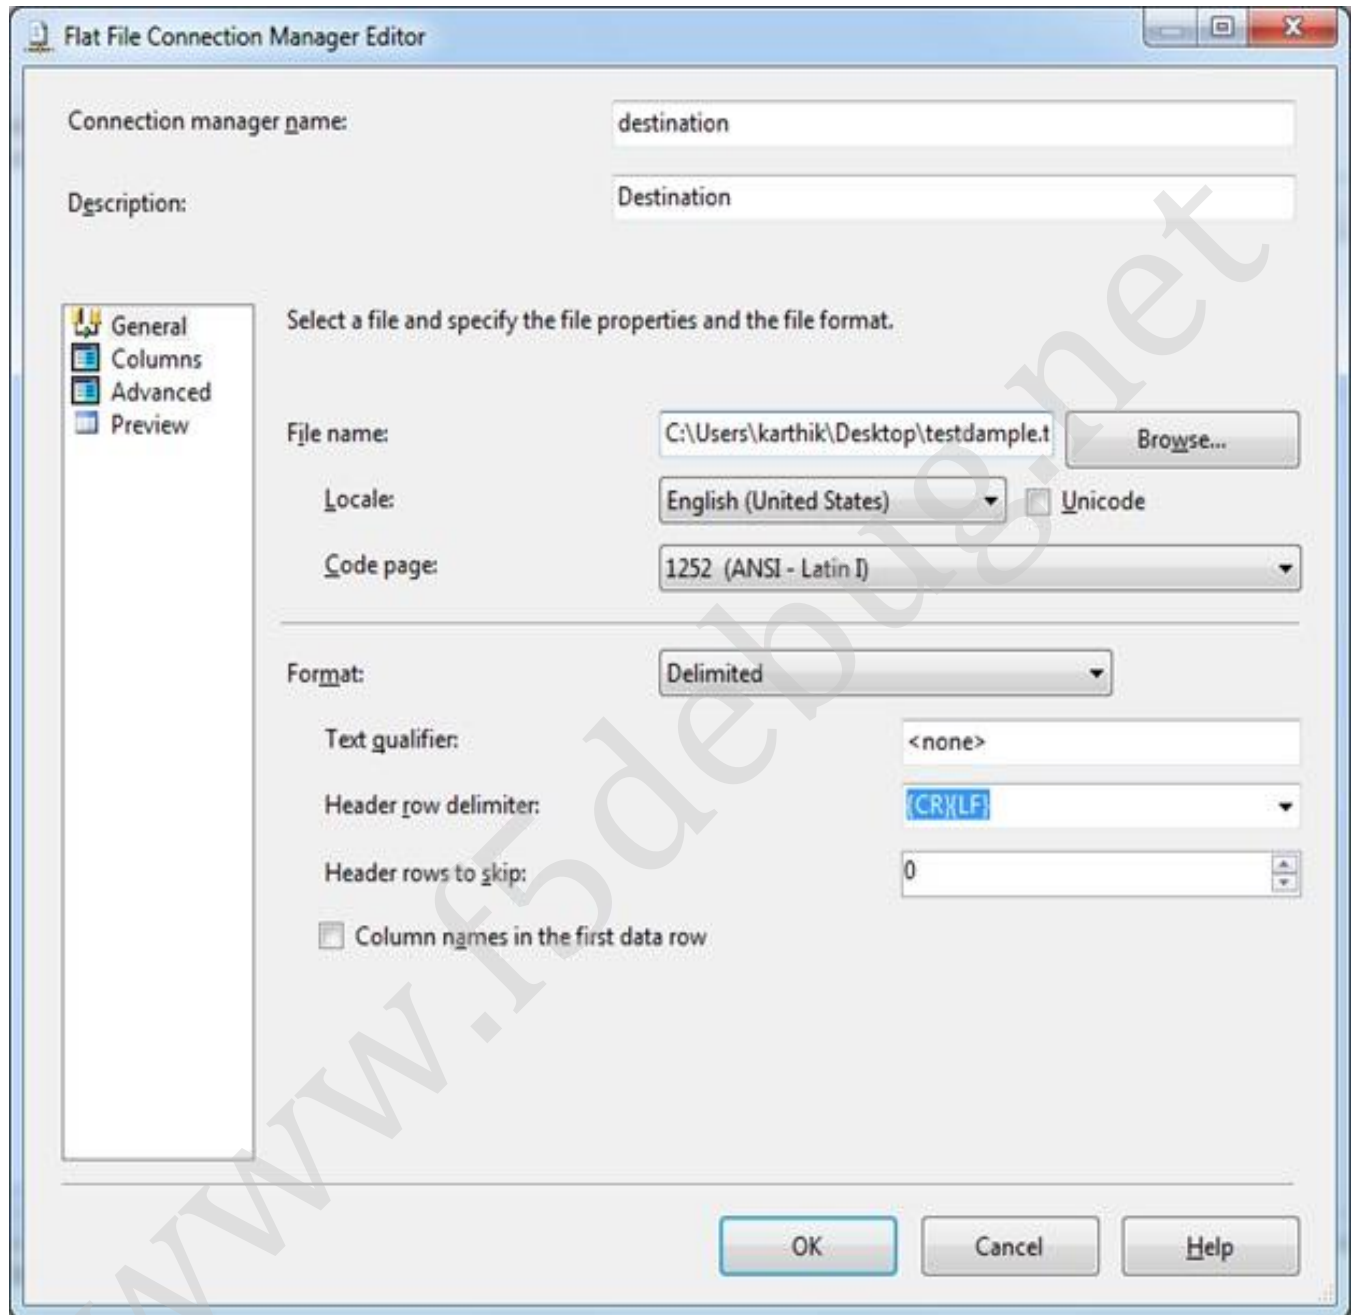 Flat File Connection Manager Editor
Connection manager name: destination
Description: Destination
General
Columns
Advanced
Preview
Select a file and specify the file properties and the file format.
File name: C:\Users\karthik\Desktop\testdample.t Browse...
Locale: English (United States) Unicode
Code page: 1252 (ANSI - Latin I)
Format: Delimited
Text qualifier: <none>
Header row delimiter: {CR}{LF}
Header rows to skip: 0
Column names in the first data row
OK Cancel Help
www.f5debug.net